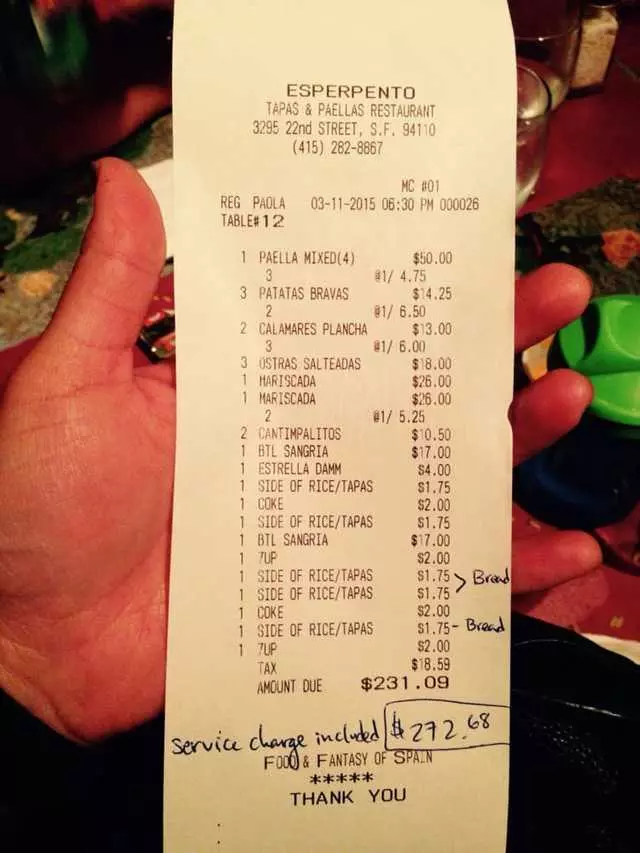 ESPERPENTO
TAPAS & PAELLAS RESTAURANT
3295 22nd STREET, S.F. 94110
(415) 282-8867
MC #01
REG PAOLA 03-11-2015 06:30 PM 000026
TABLE#12
1 PAELLA MIXED(4) $50.00
3 @1/ 4.75
3 PATATAS BRAVAS $14.25
2 @1/ 6.50
2 CALAMARES PLANCHA $13.00
3 @1/ 6.00
3 OSTRAS SALTEADAS $18.00
1 MARISCADA $26.00
1 MARISCADA $26.00
2 @1/ 5.25
2 CANTIMPALITOS $10.50
1 BTL SANGRIA $17.00
1 ESTRELLA DAMM $4.00
1 SIDE OF RICE/TAPAS $1.75
1 COKE $2.00
1 SIDE OF RICE/TAPAS $1.75
1 BTL SANGRIA $17.00
1 7UP $2.00
1 SIDE OF RICE/TAPAS $1.75 > Bread
1 SIDE OF RICE/TAPAS $1.75
1 COKE $2.00
1 SIDE OF RICE/TAPAS $1.75 - Bread
1 7UP $2.00
TAX $18.59
AMOUNT DUE $231.09
service charge included $272.68
FOOD & FANTASY OF SPAIN
*****
THANK YOU